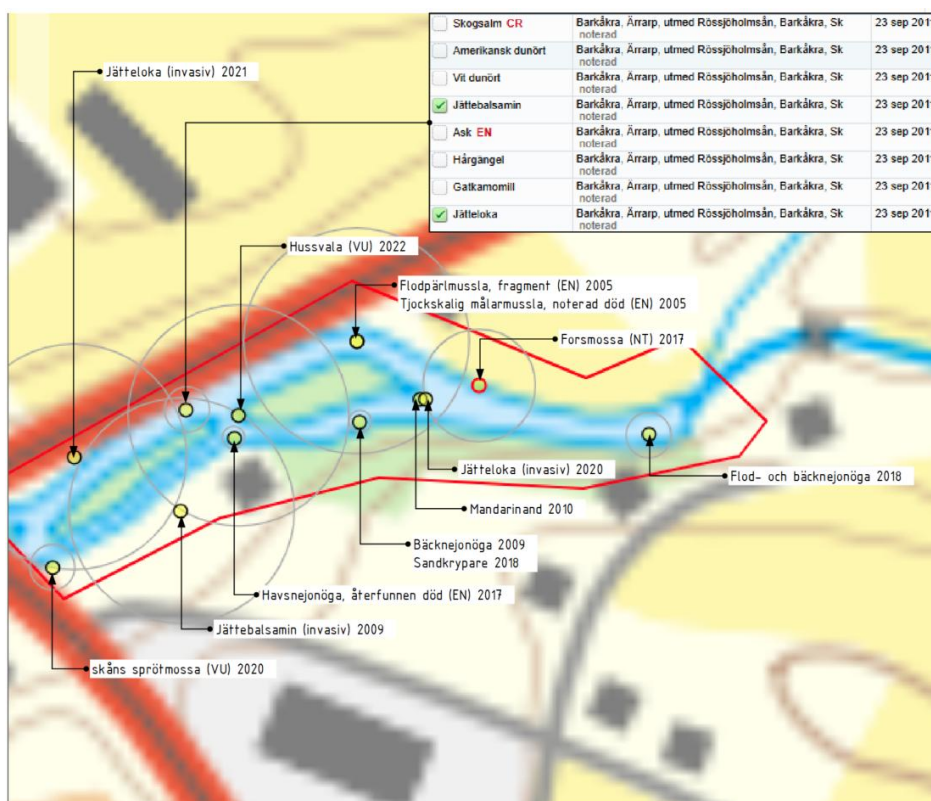 Skogsalm CR Barkåkra, Ärrarp, utmed Rössjöholmsån, Barkåkra, Sk 23 sep 201
noterad
Amerikansk dunört Barkåkra, Ärrarp, utmed Rössjöholmsån, Barkåkra, Sk 23 sep 201
noterad
Vit dunört Barkåkra, Ärrarp, utmed Rössjöholmsån, Barkåkra, Sk 23 sep 201
noterad
Jättebalsamin Barkåkra, Ärrarp, utmed Rössjöholmsån, Barkåkra, Sk 23 sep 201
noterad
Ask EN Barkåkra, Ärrarp, utmed Rössjöholmsån, Barkåkra, Sk 23 sep 201
noterad
Hårgängel Barkåkra, Ärrarp, utmed Rössjöholmsån, Barkåkra, Sk 23 sep 201
noterad
Gatkamomill Barkåkra, Ärrarp, utmed Rössjöholmsån, Barkåkra, Sk 23 sep 201
noterad
Jätteloka Barkåkra, Ärrarp, utmed Rössjöholmsån, Barkåkra, Sk 23 sep 201
noterad
Jätteloka (invasiv) 2021
Hussvala (VU) 2022
Flodpärlmussla, fragment (EN) 2005
Tjockskalig målarmussla, noterad död (EN) 2005
Forsmossa (NT) 2017
Jätteloka (invasiv) 2020
Flod- och bäcknejonöga 2018
Mandarinand 2010
Bäcknejonöga 2009
Sandkrypare 2018
Havsnejonöga, återfunnen död (EN) 2017
Jättebalsamin (invasiv) 2009
skåns sprötmossa (VU) 2020